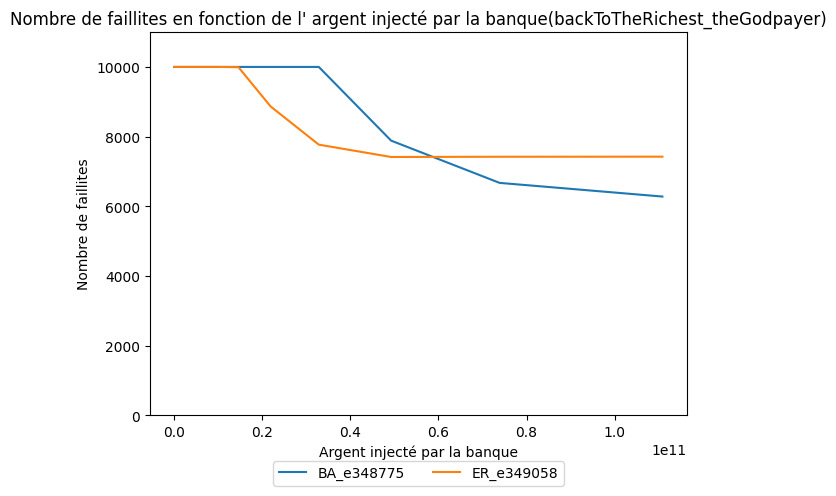 Nombre de faillites en fonction de l' argent injecté par la banque(backToTheRichest_theGodpayer)
10000
8000
6000
4000
2000
0
Nombre de faillites
0.0 0.2 0.4 0.6 0.8 1.0
1e11
Argent injecté par la banque
BA_e348775 ER_e349058